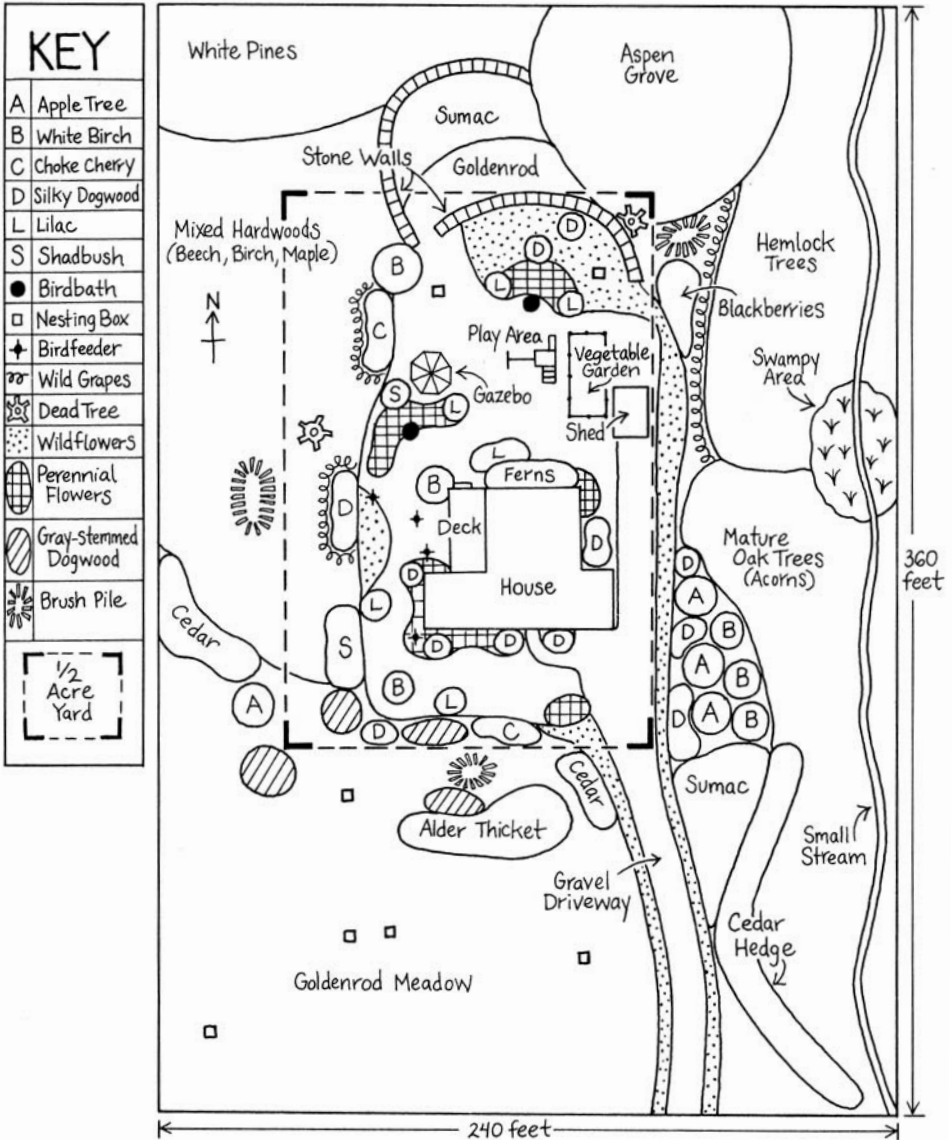 KEY
A Apple Tree
B White Birch
C Choke Cherry
D Silky Dogwood
L Lilac
S Shadbush
Birdbath
Nesting Box
Birdfeeder
Wild Grapes
Dead Tree
Wildflowers
Perennial
Flowers
Gray-stemmed
Dogwood
Brush Pile
1/2
Acre
Yard
White Pines
Aspen
Grove
Sumac
Stone Walls
Goldenrod
Mixed Hardwoods
(Beech, Birch, Maple)
N
Hemlock
Trees
Blackberries
D
D
L
L
B
C
Play Area
Vegetable
Garden
Gazebo
Shed
Swampy
Area
S
L
L
Ferns
B
D
Deck
D
House
D
Mature
Oak Trees
(Acorns)
360
feet
D
A
D
B
A
B
D
A
B
L
S
D
D
D
Cedar
A
B
L
D
C
Cedar
Sumac
Alder Thicket
Small
Stream
Gravel
Driveway
Cedar
Hedge
Goldenrod Meadow
240 feet